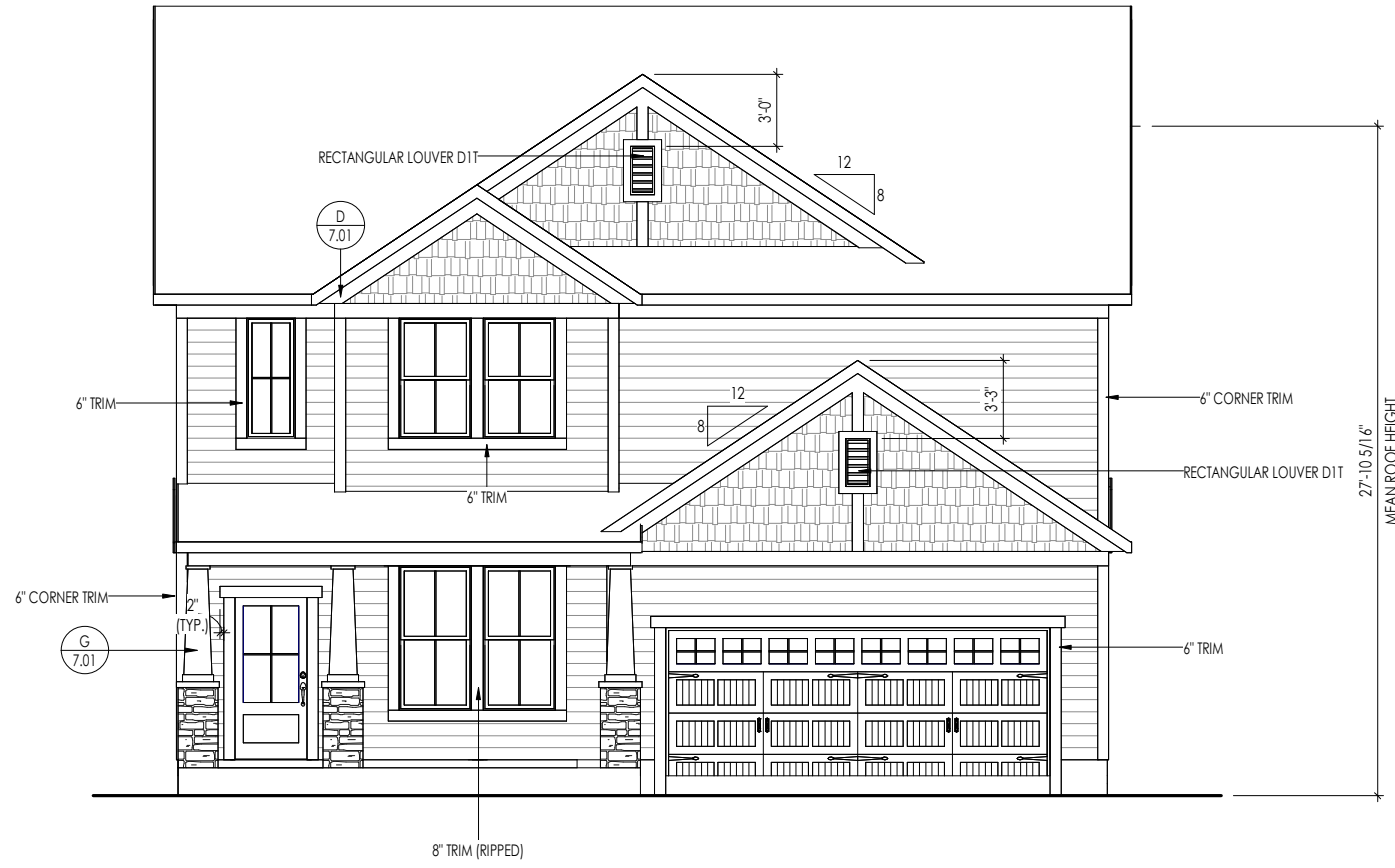 3'-0"
RECTANGULAR LOUVER D1T
12
8
D
7.01
12
8
3'-3"
6" TRIM
6" CORNER TRIM
27'-10 5/16"
MEAN ROOF HEIGHT
RECTANGULAR LOUVER D1T
6" TRIM
6" CORNER TRIM
2"
(TYP.)
G
7.01
6" TRIM
8" TRIM (RIPPED)